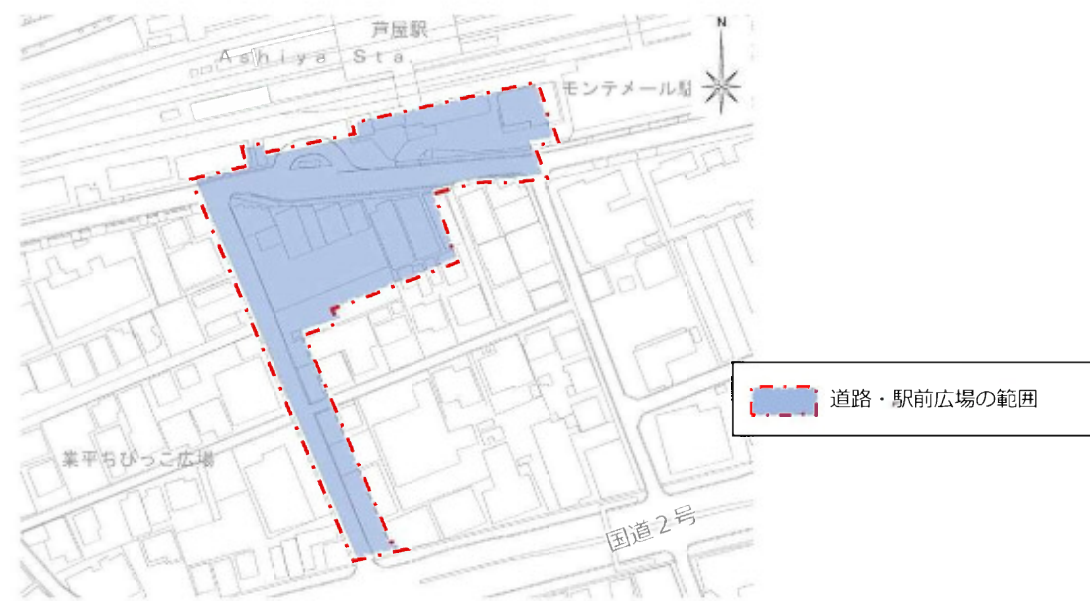 芦屋駅
Ashiya Sta.
N
モンテメール
道路・駅前広場の範囲
業平ちびっこ広場
国道2号